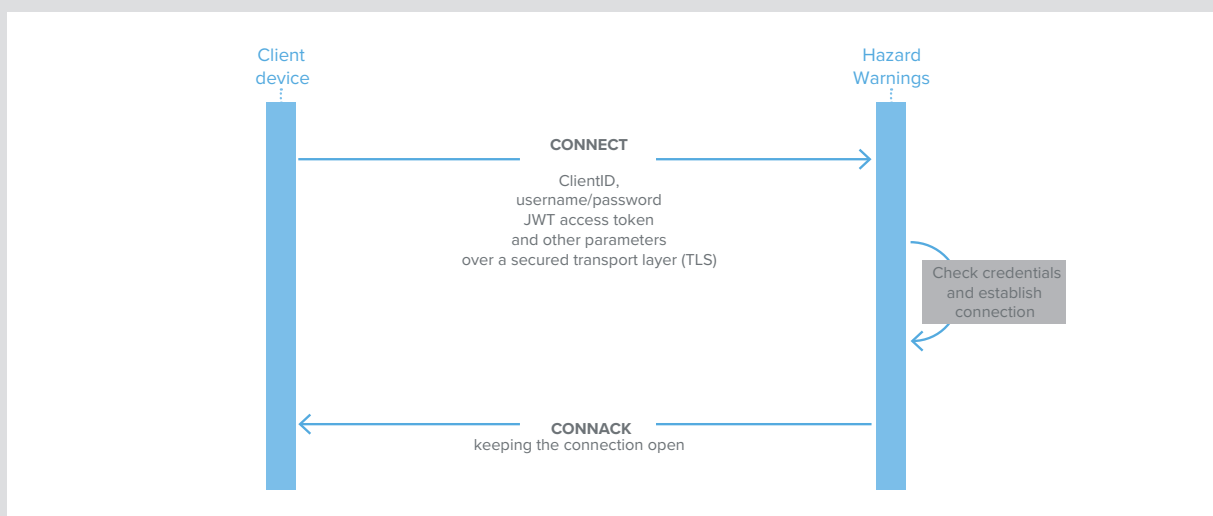 Client
device
Hazard
Warnings
CONNECT
ClientID,
username/password
JWT access token
and other parameters
over a secured transport layer (TLS)
Check credentials
and establish
connection
CONNACK
keeping the connection open